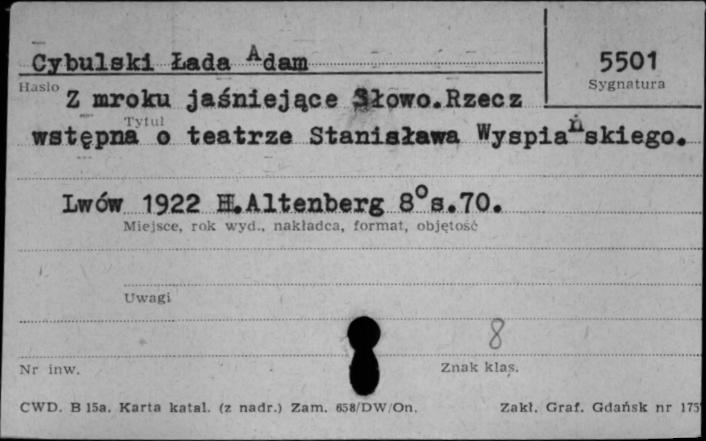 Cybulski Łada Adam
5501
Hasło
Sygnatura
Z mroku jaśniejące Słowo.Rzecz
Tytuł
wstępna o teatrze Stanisława Wyspiańskiego.
Lwów 1922 H.Altenberg 8° s.70.
Miejsce, rok wyd., nakładca, format, objętość
Uwagi
8
Nr inw.
Znak klas.
CWD. B 15a. Karta katal. (z nadr.) Zam. 658/DW/On.
Zakł. Graf. Gdańsk nr 175